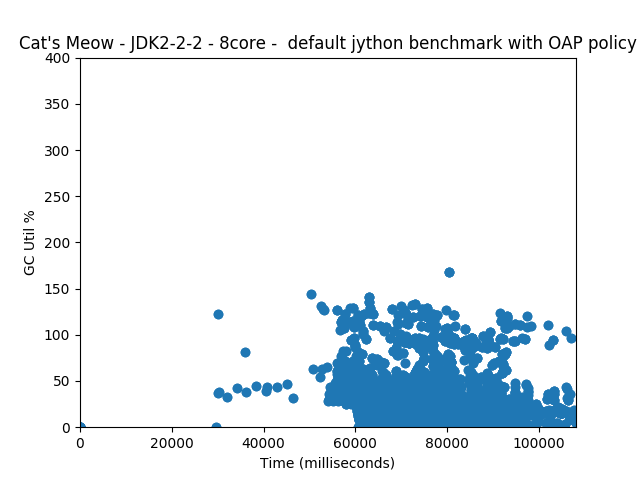 Cat's Meow - JDK2-2-2 - 8core -  default jython benchmark with OAP policy
400
350
300
250
200
150
100
50
0
GC Util %
0 20000 40000 60000 80000 100000
Time (milliseconds)